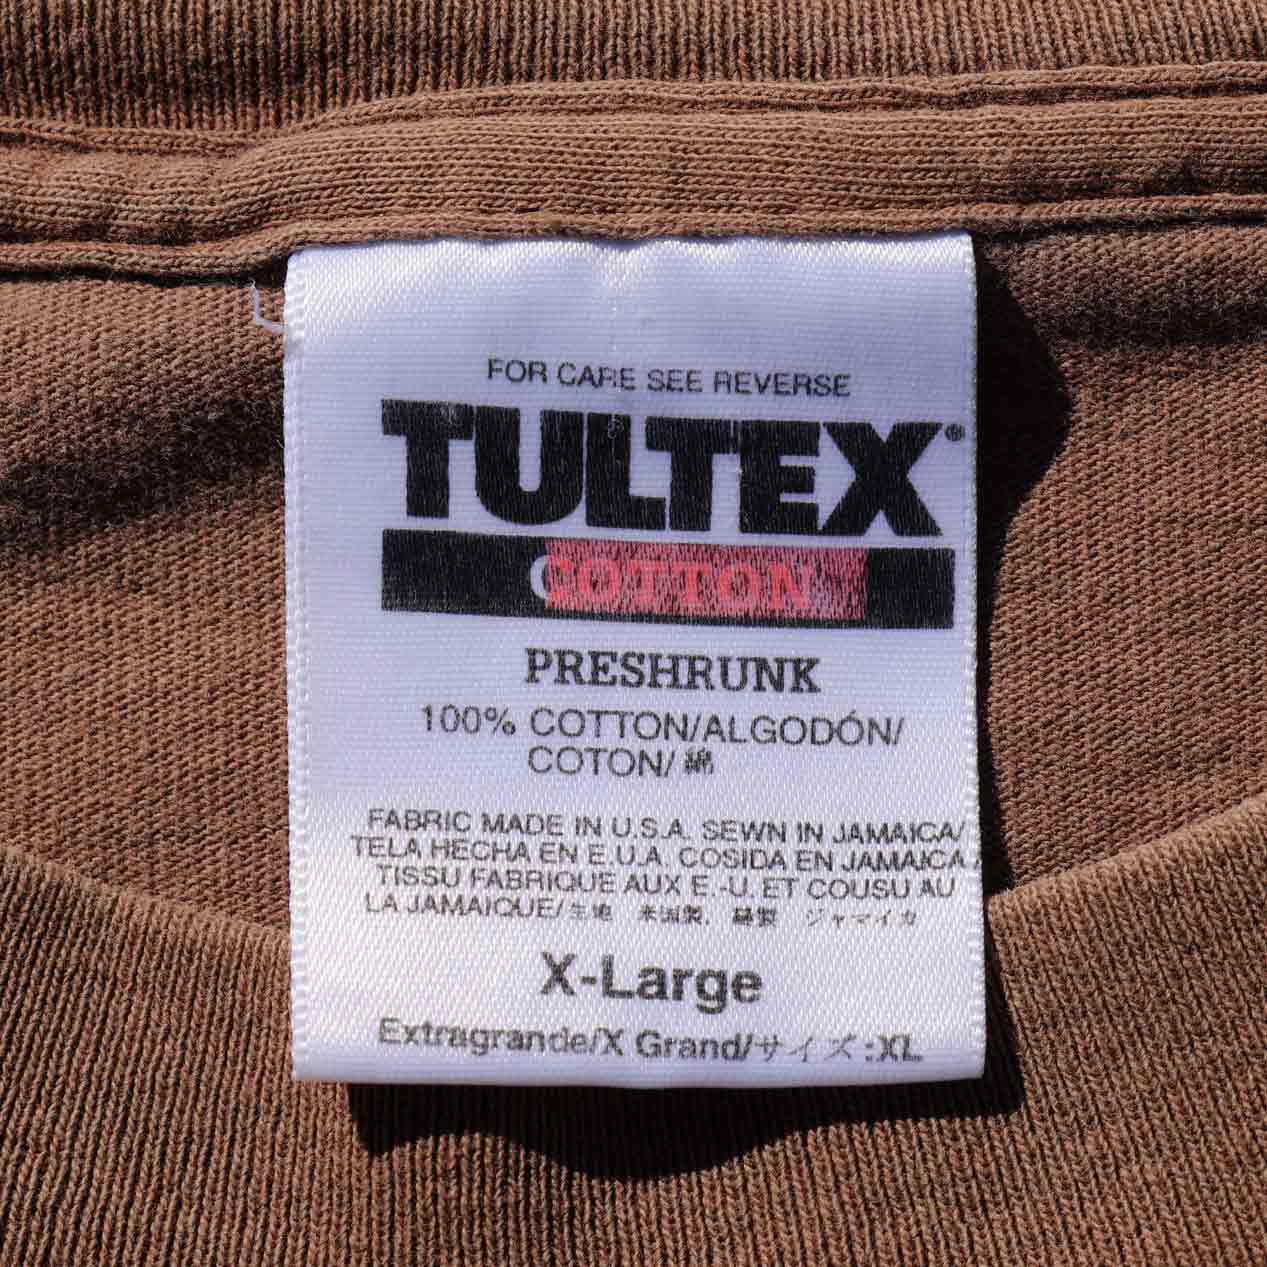 FOR CARE SEE REVERSE
TULTEX®
COTTON
PRESHRUNK
100% COTTON/ALGODÓN/
COTON/綿
FABRIC MADE IN U.S.A. SEWN IN JAMAICA/
TELA HECHA EN E.U.A. COSIDA EN JAMAICA
TISSU FABRIQUE AUX E.-U. ET COUSU AU
LA JAMAIQUE/生地 米国製, 縫製 ジャマイカ
X-Large
Extragrande/X Grand/サイズ:XL